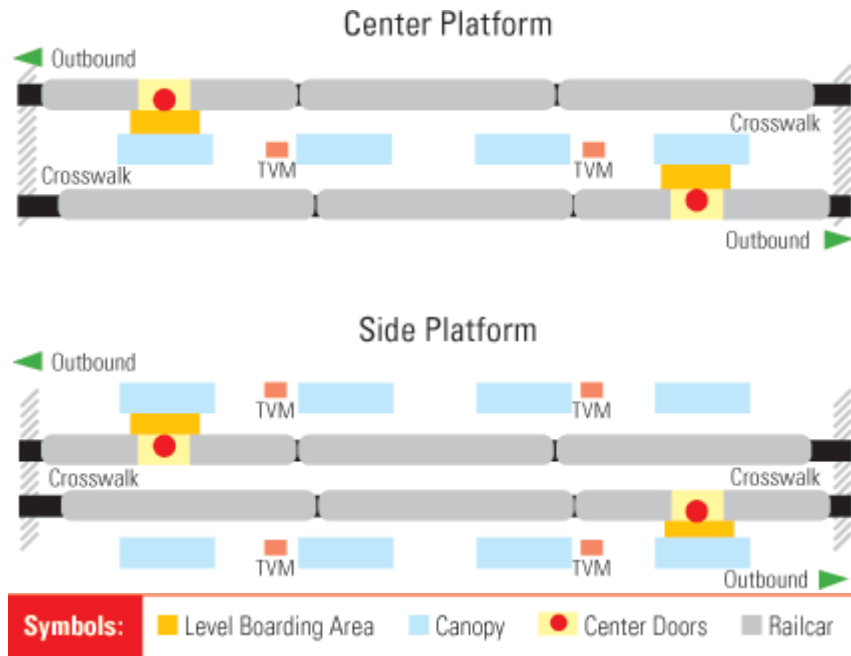 Center Platform
Outbound
Crosswalk
TVM
TVM
Crosswalk
Outbound
Side Platform
Outbound
TVM
TVM
Crosswalk
Crosswalk
TVM
TVM
Outbound
Symbols: Level Boarding Area Canopy Center Doors Railcar